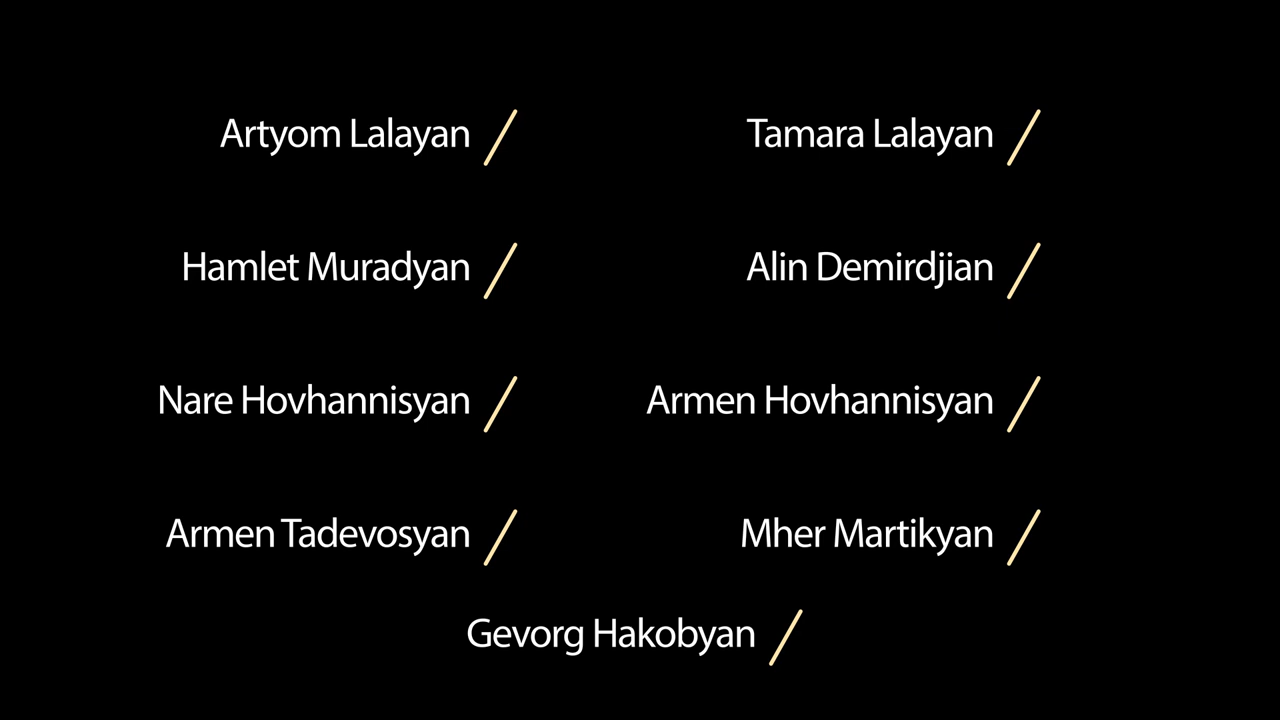 Artyom Lalayan /
Tamara Lalayan /
Hamlet Muradyan /
Alin Demirdjian /
Nare Hovhannisyan /
Armen Hovhannisyan /
Armen Tadevosyan /
Mher Martikyan /
Gevorg Hakobyan /